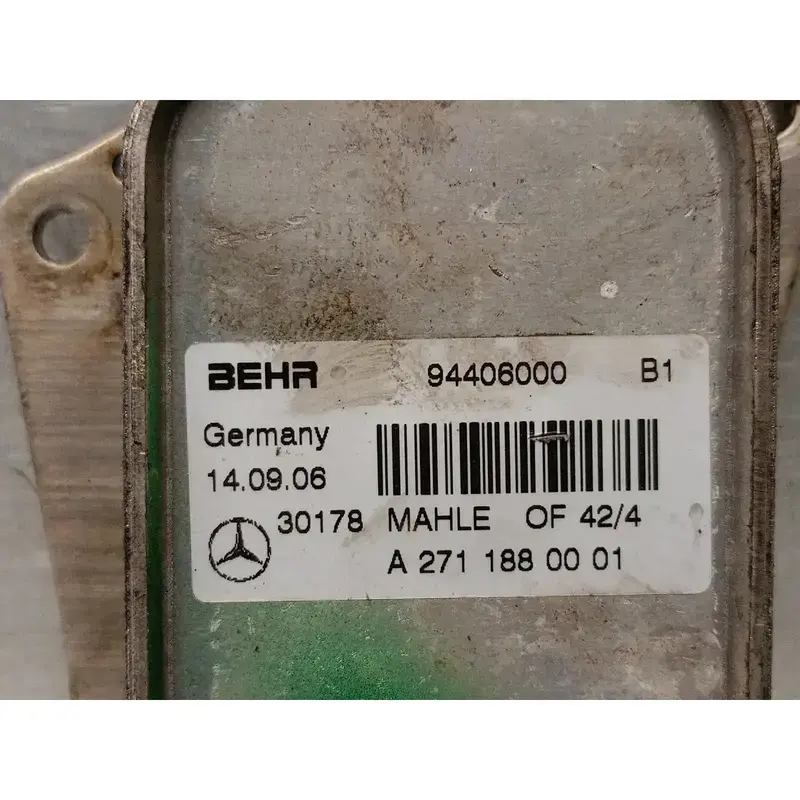 BEHR 94406000 B1
Germany
14.09.06
30178 MAHLE OF 42/4
A 271 188 00 01